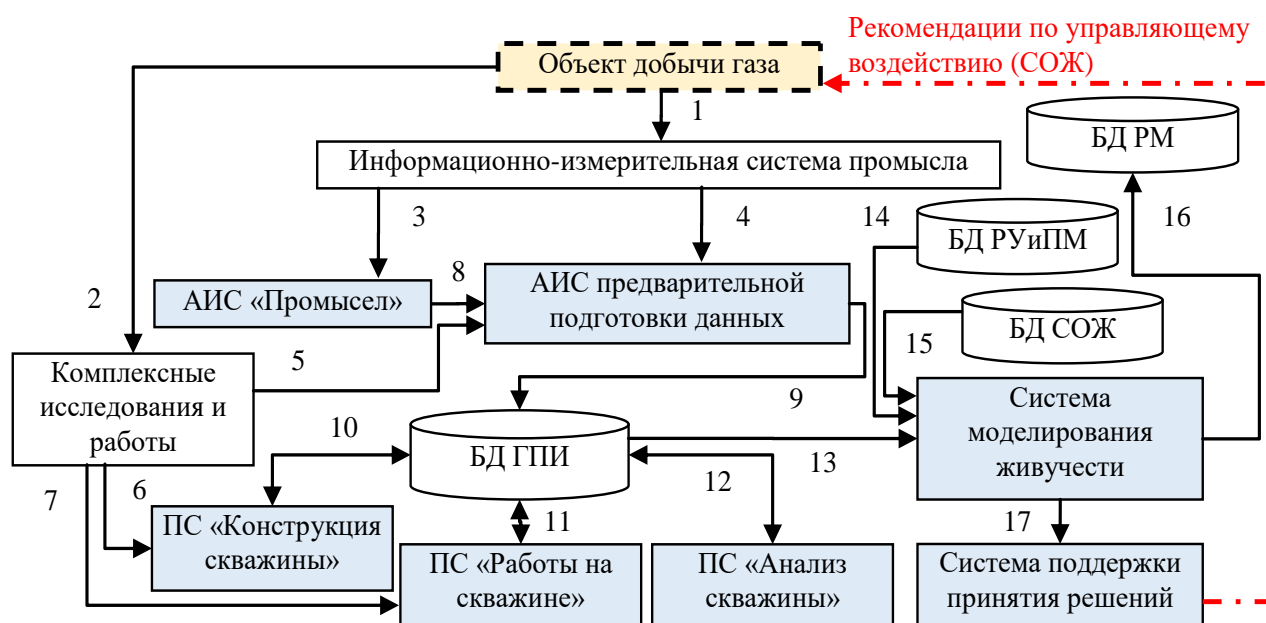 Рекомендации по управляющему
воздействию (СОЖ)
Объект добычи газа
1
БД РМ
Информационно-измерительная система промысла
3
4
14
16
БД РУиПМ
2
8
АИС «Промысел»
АИС предварительной
подготовки данных
БД СОЖ
15
5
Комплексные
исследования и
работы
9
Система
моделирования
живучести
10
БД ГПИ
12
13
7
6
11
17
ПС «Конструкция
скважины»
ПС «Работы на
скважине»
ПС «Анализ
скважины»
Система поддержки
принятия решений